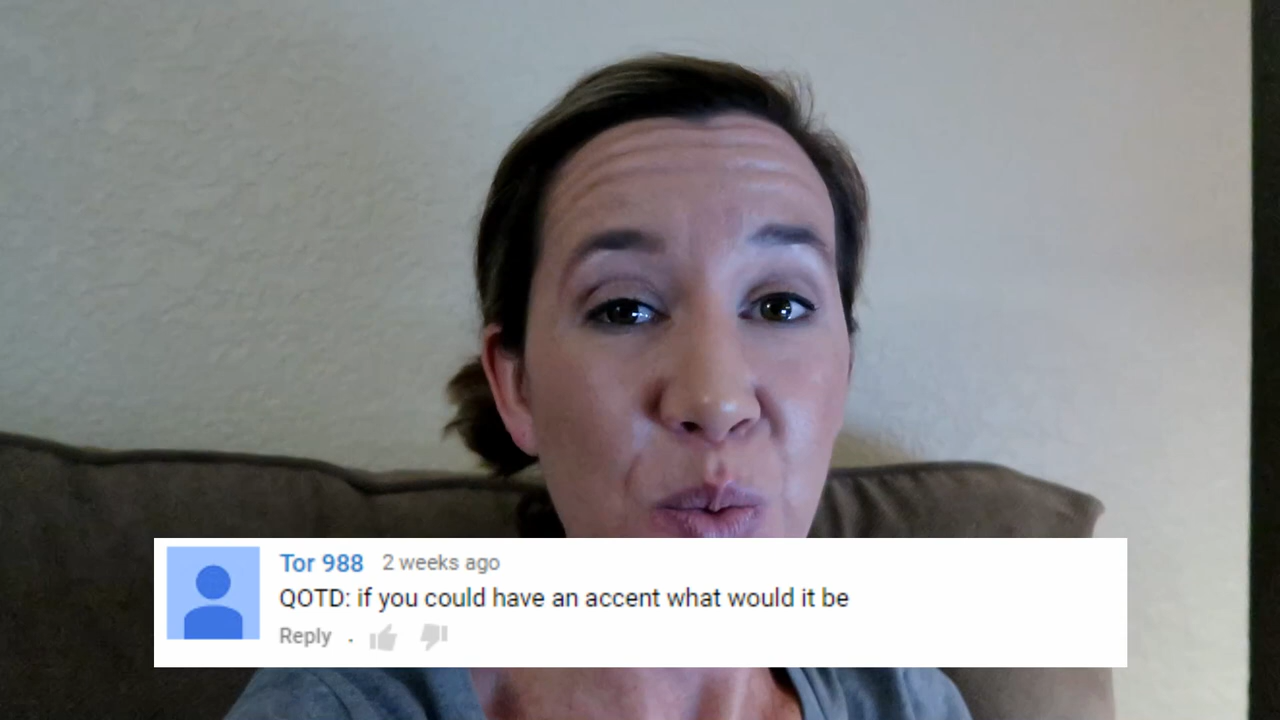 Tor 988 2 weeks ago
QOTD: if you could have an accent what would it be
Reply .